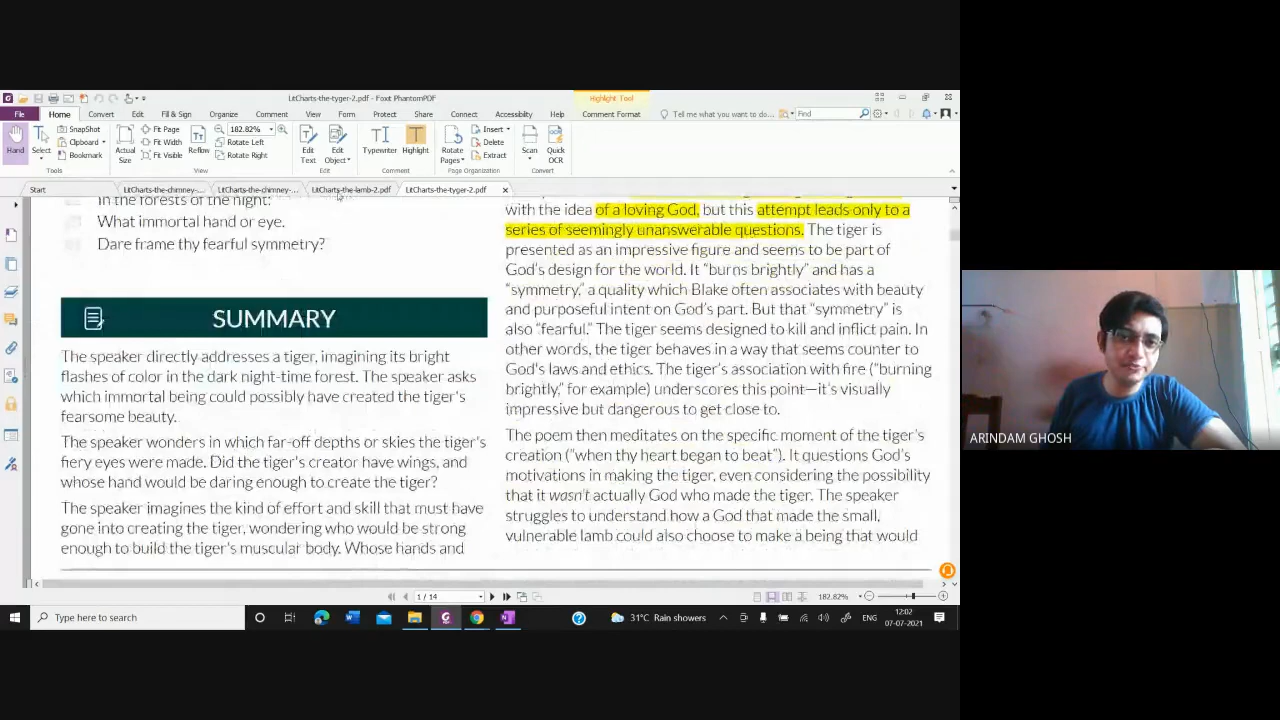 LitCharts-the-tyger-2.pdf - Foxit PhantomPDF
Highlight Tool
File
Home
Convert
Edit
Fill & Sign
Organize
Comment
View
Form
Protect
Share
Connect
Accessibility
Help
Comment Format
Tell me what you want to do...
Find
Hand
Select
SnapShot
Clipboard
Bookmark
Tools
Actual Size
Fit Page
Fit Width
Fit Visible
Reflow
182.82%
Rotate Left
Rotate Right
View
Edit Text
Edit Object
Edit
Typewriter
Highlight
Comment
Rotate Pages
Insert
Delete
Extract
Page Organization
Scan
Quick OCR
Convert
Start
LitCharts-the-chimney-...
LitCharts-the-chimney-...
LitCharts-the-lamb-2.pdf
LitCharts-the-tyger-2.pdf
In the forests of the night:
What immortal hand or eye.
Dare frame thy fearful symmetry?
SUMMARY
The speaker directly addresses a tiger, imagining its bright
flashes of color in the dark night-time forest. The speaker asks
which immortal being could possibly have created the tiger's
fearsome beauty.
The speaker wonders in which far-off depths or skies the tiger's
fiery eyes were made. Did the tiger's creator have wings, and
whose hand would be daring enough to create the tiger?
The speaker imagines the kind of effort and skill that must have
gone into creating the tiger, wondering who would be strong
enough to build the tiger's muscular body. Whose hands and
with the idea of a loving God, but this attempt leads only to a
series of seemingly unanswerable questions. The tiger is
presented as an impressive figure and seems to be part of
God's design for the world. It “burns brightly” and has a
“symmetry,” a quality which Blake often associates with beauty
and purposeful intent on God's part. But that “symmetry” is
also “fearful.” The tiger seems designed to kill and inflict pain. In
other words, the tiger behaves in a way that seems counter to
God's laws and ethics. The tiger's association with fire (“burning
brightly,” for example) underscores this point—it's visually
impressive but dangerous to get close to.
The poem then meditates on the specific moment of the tiger's
creation (“when thy heart began to beat”). It questions God's
motivations in making the tiger, even considering the possibility
that it wasn't actually God who made the tiger. The speaker
struggles to understand how a God that made the small,
vulnerable lamb could also choose to make a being that would
1 / 14
182.82%
Type here to search
31°C Rain showers
ENG
12:02
07-07-2021
ARINDAM GHOSH